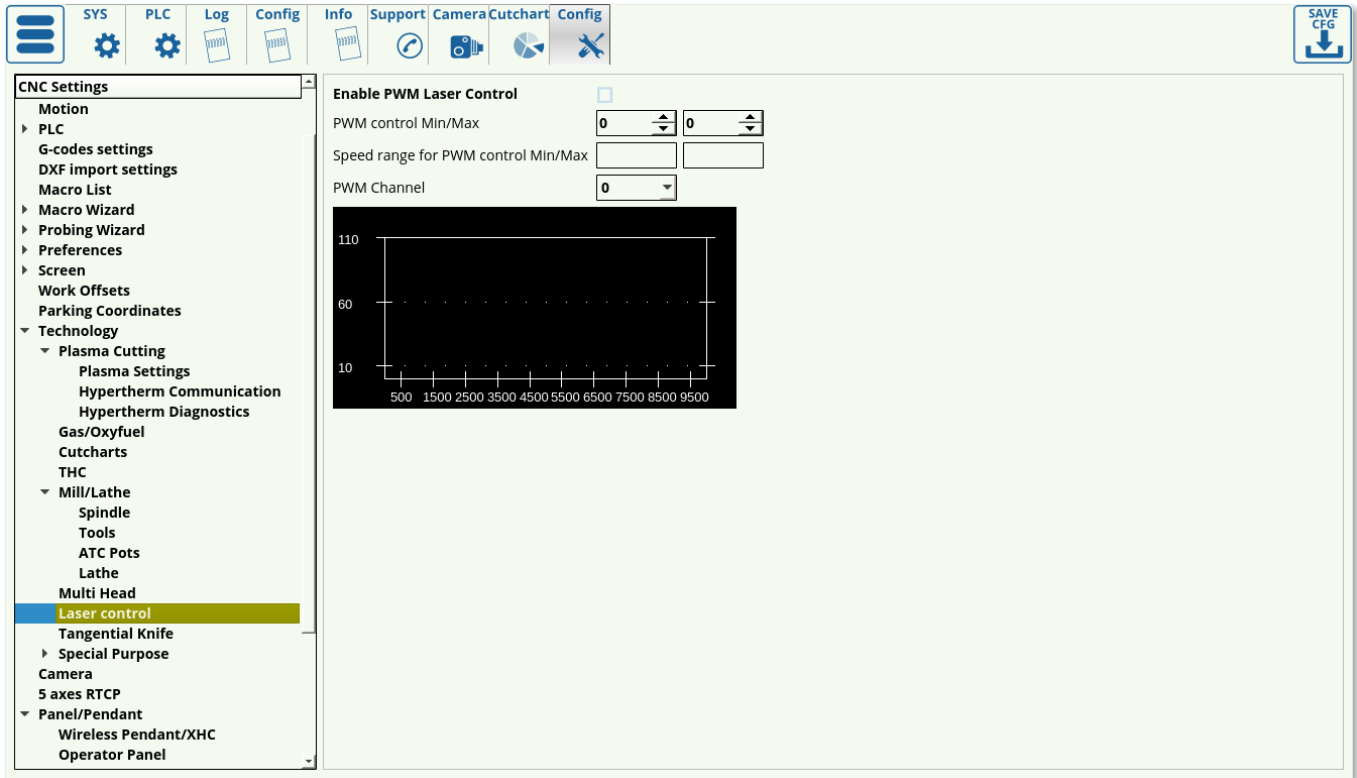 SYS PLC Log Config Info Support Camera Cutchart Config SAVE CFG
CNC Settings
Motion
PLC
G-codes settings
DXF import settings
Macro List
Macro Wizard
Probing Wizard
Preferences
Screen
Work Offsets
Parking Coordinates
Technology
Plasma Cutting
Plasma Settings
Hypertherm Communication
Hypertherm Diagnostics
Gas/Oxyfuel
Cutcharts
THC
Mill/Lathe
Spindle
Tools
ATC Pots
Lathe
Multi Head
Laser control
Tangential Knife
Special Purpose
Camera
5 axes RTCP
Panel/Pendant
Wireless Pendant/XHC
Operator Panel
Enable PWM Laser Control
PWM control Min/Max 0 0
Speed range for PWM control Min/Max
PWM Channel 0
110
60
10
500 1500 2500 3500 4500 5500 6500 7500 8500 9500